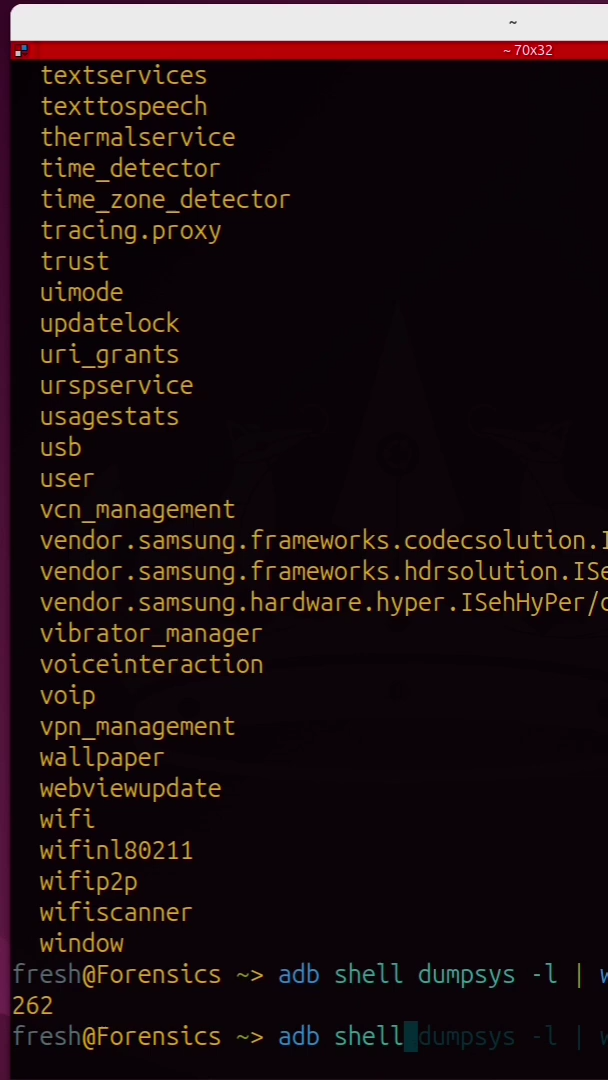 ~
~ 70x32
textservices
texttospeech
thermalservice
time_detector
time_zone_detector
tracing.proxy
trust
uimode
updatelock
uri_grants
urspservice
usagestats
usb
user
vcn_management
vendor.samsung.frameworks.codecsolution.I
vendor.samsung.frameworks.hdrsolution.ISe
vendor.samsung.hardware.hyper.ISehHyPer/
vibrator_manager
voiceinteraction
voip
vpn_management
wallpaper
webviewupdate
wifi
wifinl80211
wifip2p
wifiscanner
window
fresh@Forensics ~> adb shell dumpsys -l | w
262
fresh@Forensics ~> adb shell dumpsys -l | w